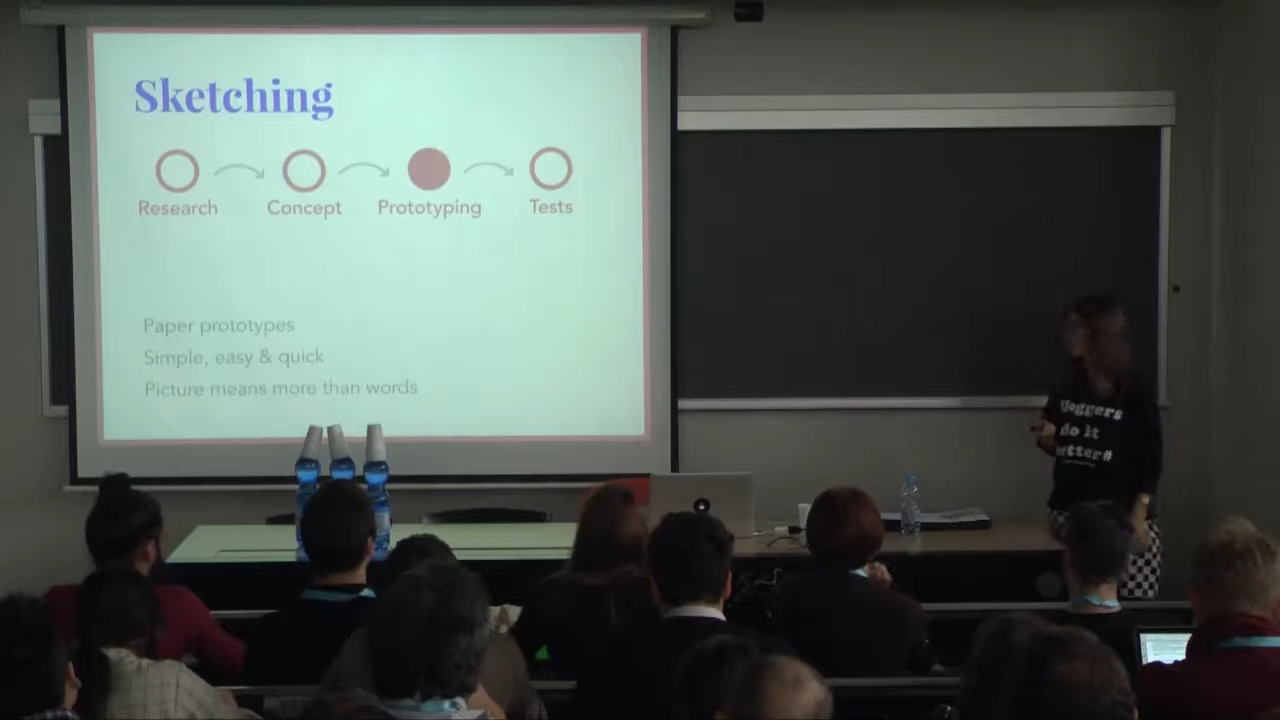 Sketching
Research
Concept
Prototyping
Tests
Paper prototypes
Simple, easy & quick
Picture means more than words
do it